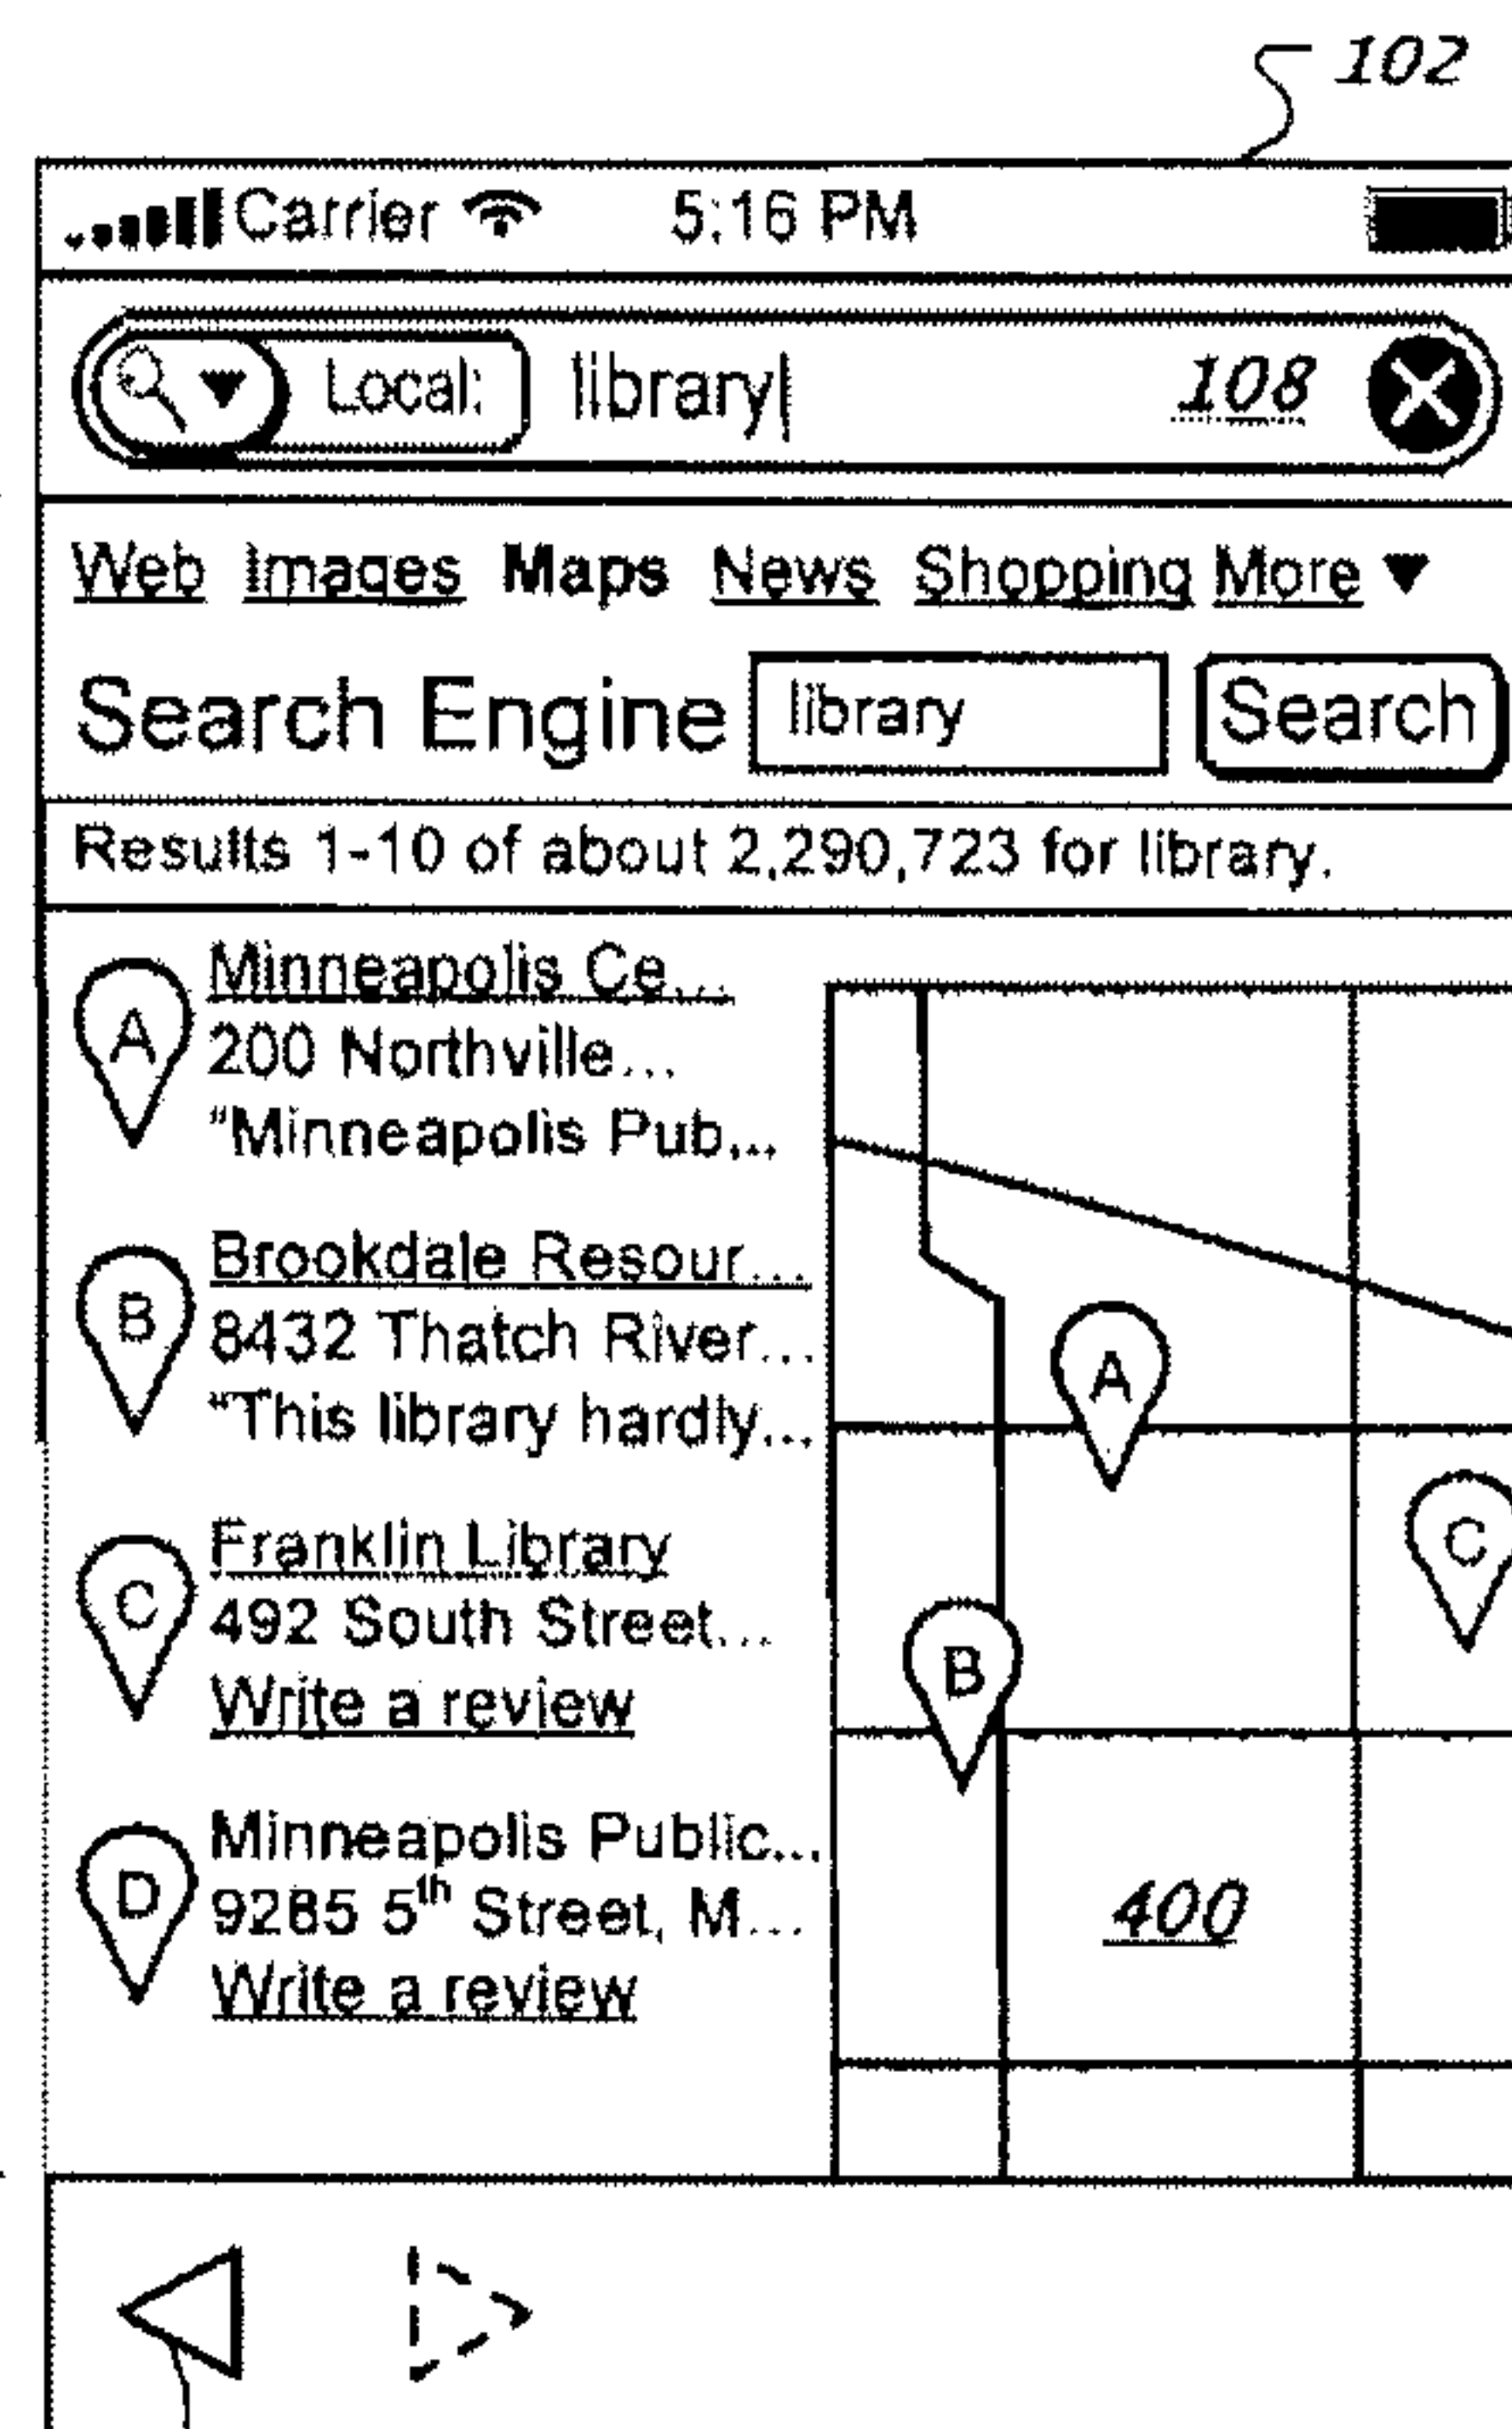 102
Carrier 5:16 PM
Local: library 108
Web Images Maps News Shopping More
Search Engine library Search
Results 1-10 of about 2,290,723 for library.
A Minneapolis Ce...
200 Northville...
"Minneapolis Pub...
B Brookdale Resour...
8432 Thatch River...
"This library hardly...
C Franklin Library
492 South Street...
Write a review
D Minneapolis Public...
9285 5th Street, M...
Write a review
A
C
B
400